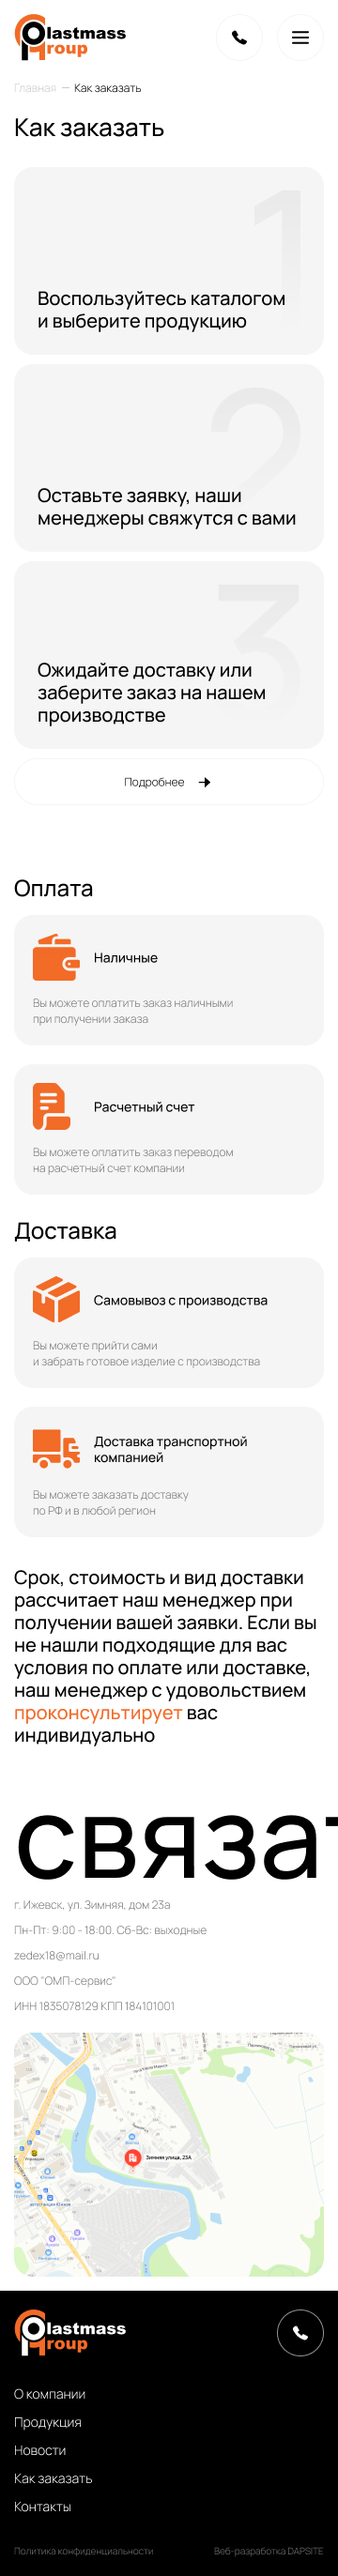 Plastmass
Group
Главная — Как заказать
Как заказать
1
Воспользуйтесь каталогом
и выберите продукцию
2
Оставьте заявку, наши
менеджеры свяжутся с вами
3
Ожидайте доставку или
заберите заказ на нашем
производстве
Подробнее
Оплата
Наличные
Вы можете оплатить заказ наличными
при получении заказа
Расчетный счет
Вы можете оплатить заказ переводом
на расчетный счет компании
Доставка
Самовывоз с производства
Вы можете прийти сами
и забрать готовое изделие с производства
Доставка транспортной
компанией
Вы можете заказать доставку
по РФ и в любой регион
Срок, стоимость и вид доставки
рассчитает наш менеджер при
получении вашей заявки. Если вы
не нашли подходящие для вас
условия по оплате или доставке,
наш менеджер с удовольствием
проконсультирует вас
индивидуально
связат
г. Ижевск, ул. Зимняя, дом 23а
Пн-Пт: 9:00 - 18:00. Сб-Вс: выходные
zedex18@mail.ru
ООО "ОМП-сервис"
ИНН 1835078129 КПП 184101001
Зимняя улица, 23А
Plastmass
Group
О компании
Продукция
Новости
Как заказать
Контакты
Политика конфиденциальности
Веб-разработка DAPSITE